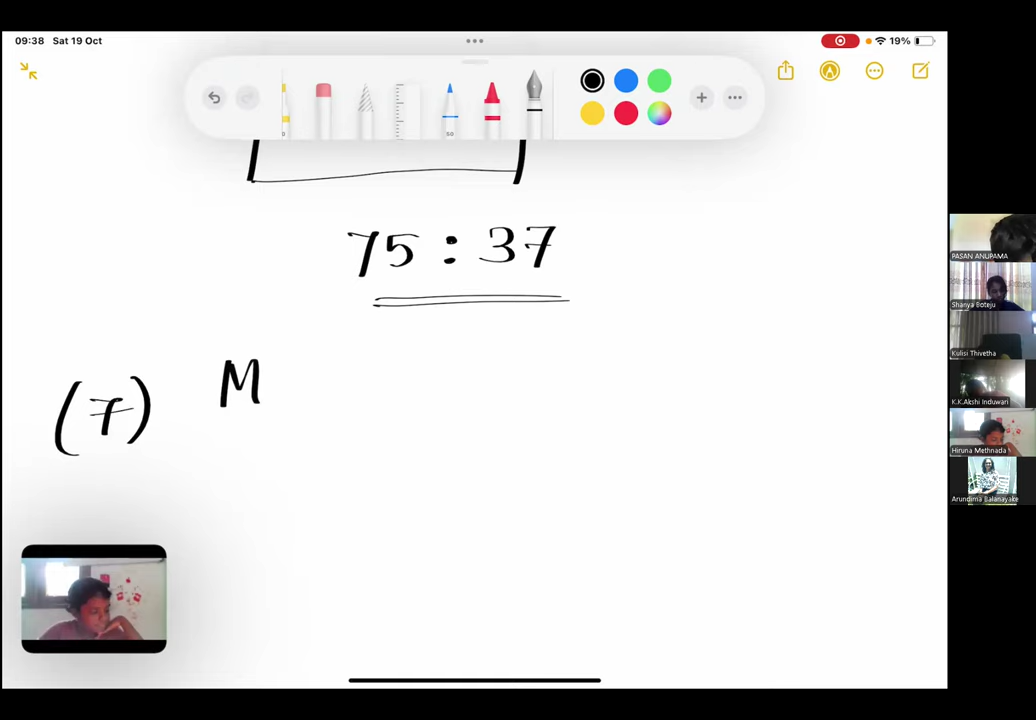 09:38 Sat 19 Oct
19%
50
75 : 37
(7) M
PASAN ANUPAMA
Shanya Boteju
Kulisi Thivetha
K.K.Akshi Induwari
Hiruna Methnada
Arundima Balanayake